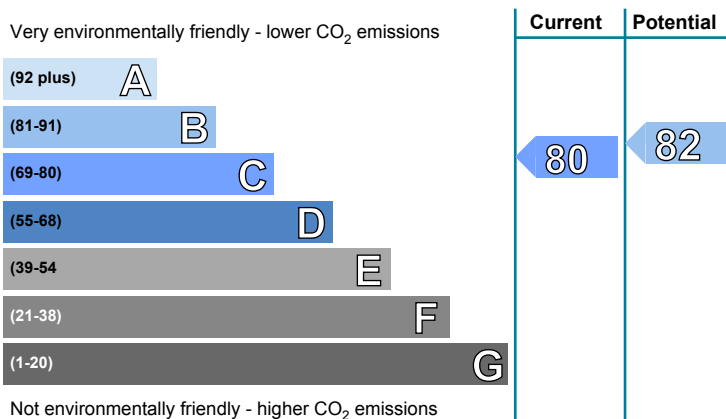 Current Potential
Very environmentally friendly - lower CO2 emissions
(92 plus) A
(81-91) B
(69-80) C
80 82
(55-68) D
(39-54 E
(21-38) F
(1-20) G
Not environmentally friendly - higher CO2 emissions